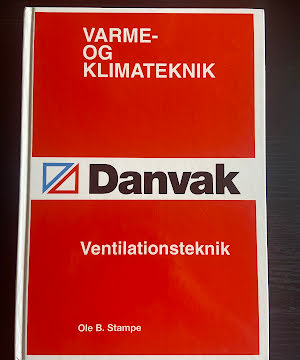 VARME-
OG
KLIMATEKNIK
Danvak
Ventilationsteknik
Ole B. Stampe